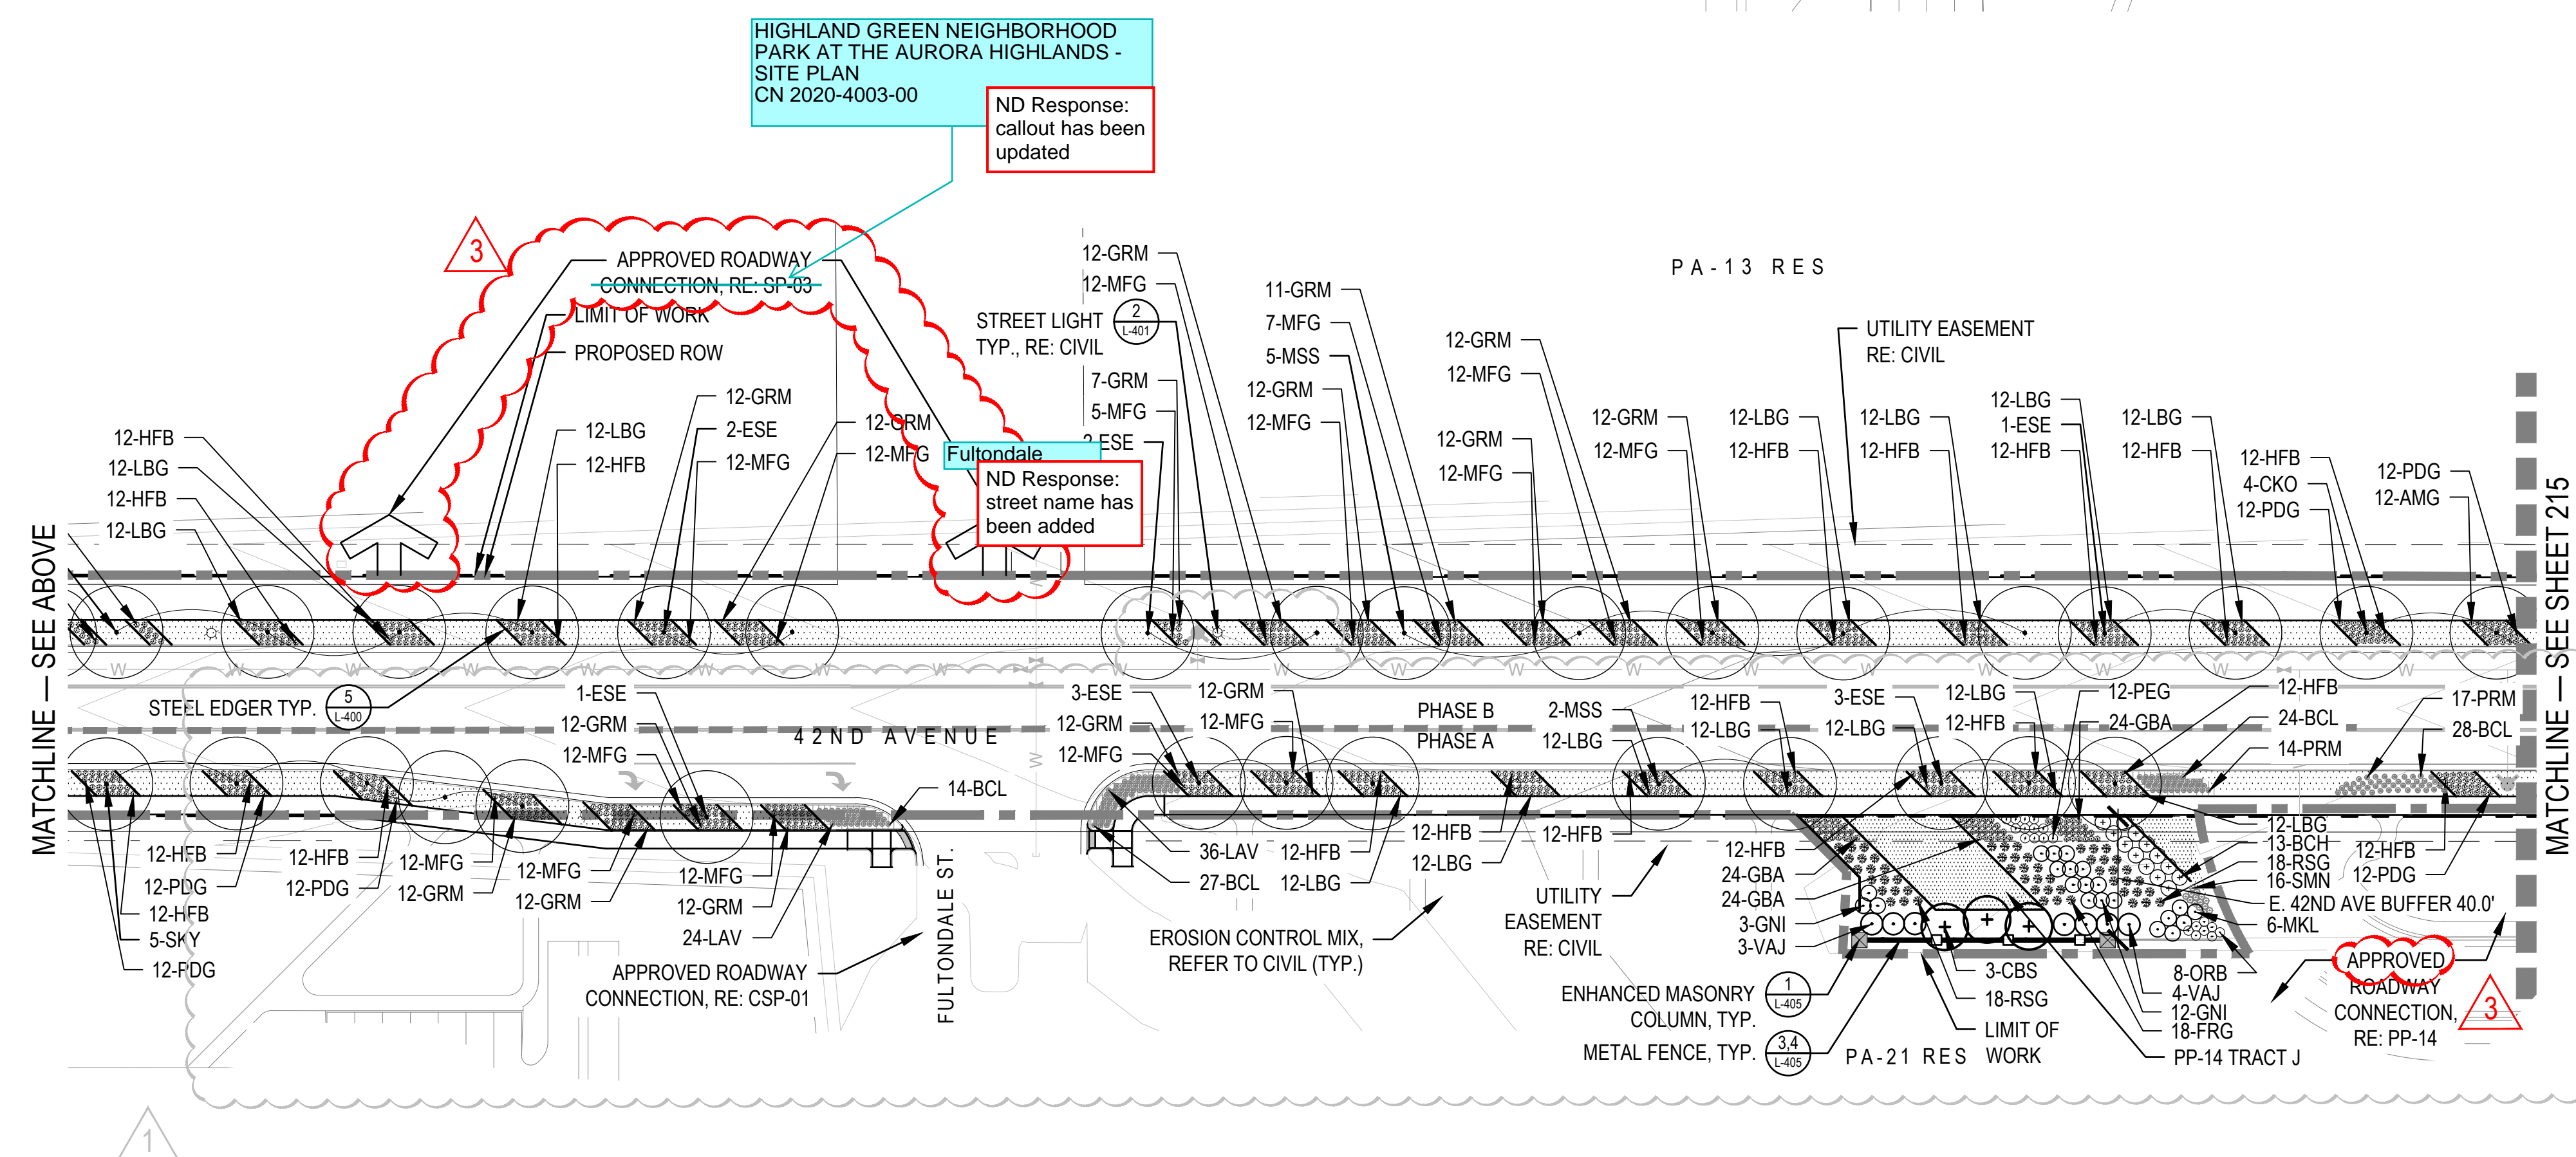 HIGHLAND GREEN NEIGHBORHOOD
PARK AT THE AURORA HIGHLANDS -
SITE PLAN
CN 2020-4003-00
ND Response:
callout has been
updated
3
APPROVED ROADWAY
CONNECTION, RE: SP-03
LIMIT OF WORK
PROPOSED ROW
12-GRM
12-MFG
STREET LIGHT
TYP., RE: CIVIL
2
L-401
7-GRM
5-MFG
2-ESE
11-GRM
7-MFG
5-MSS
12-GRM
12-MFG
PA-13 RES
12-GRM
12-MFG
12-GRM
12-MFG
UTILITY EASEMENT
RE: CIVIL
12-GRM
12-MFG
12-LBG
12-HFB
12-LBG
12-HFB
12-LBG
1-ESE
12-HFB
12-LBG
12-HFB
12-HFB
4-CKO
12-PDG
12-PDG
12-AMG
12-HFB
12-LBG
12-HFB
12-LBG
12-LBG
12-HFB
12-GRM
2-ESE
12-MFG
12-GRM
12-MFG
Fultondale
ND Response:
street name has
been added
MATCHLINE — SEE ABOVE
MATCHLINE — SEE SHEET 215
W W W W W W W W W W W W W W W W W W W W
W
W
STEEL EDGER TYP.
5
L-400
1-ESE
12-GRM
12-MFG
42ND AVENUE
3-ESE
12-GRM
12-MFG
12-GRM
12-MFG
PHASE B
PHASE A
2-MSS
12-LBG
12-HFB
12-LBG
3-ESE
12-LBG
12-LBG
12-HFB
12-PEG
24-GBA
12-HFB
24-BCL
14-PRM
17-PRM
28-BCL
14-BCL
12-HFB
12-PDG
12-HFB
5-SKY
12-PDG
12-HFB
12-PDG
12-MFG
12-GRM
12-MFG
12-GRM
12-MFG
12-GRM
24-LAV
APPROVED ROADWAY
CONNECTION, RE: CSP-01
FULTONDALE ST.
36-LAV
27-BCL
12-HFB
12-LBG
12-HFB
12-LBG
12-HFB
EROSION CONTROL MIX,
REFER TO CIVIL (TYP.)
UTILITY
EASEMENT
RE: CIVIL
12-HFB
24-GBA
24-GBA
3-GNI
3-VAJ
ENHANCED MASONRY
COLUMN, TYP.
1
L-405
METAL FENCE, TYP.
3,4
L-405
PA-21 RES
3-CBS
18-RSG
LIMIT OF
WORK
12-LBG
13-BCH
18-RSG
16-SMN
E. 42ND AVE BUFFER 40.0'
6-MKL
8-ORB
4-VAJ
12-GNI
18-FRG
PP-14 TRACT J
12-HFB
12-PDG
APPROVED
ROADWAY
CONNECTION,
RE: PP-14
3
1